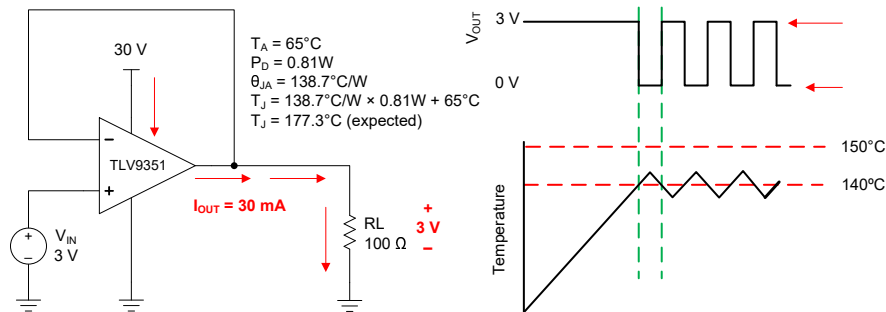 30 V
T_A = 65°C
P_D = 0.81W
θ_JA = 138.7°C/W
T_J = 138.7°C/W × 0.81W + 65°C
T_J = 177.3°C (expected)
−
TLV9351
+
I_OUT = 30 mA
+
−
V_IN
3 V
RL
100 Ω
+
3 V
−
V_OUT
3 V
0 V
Temperature
150°C
140ºC